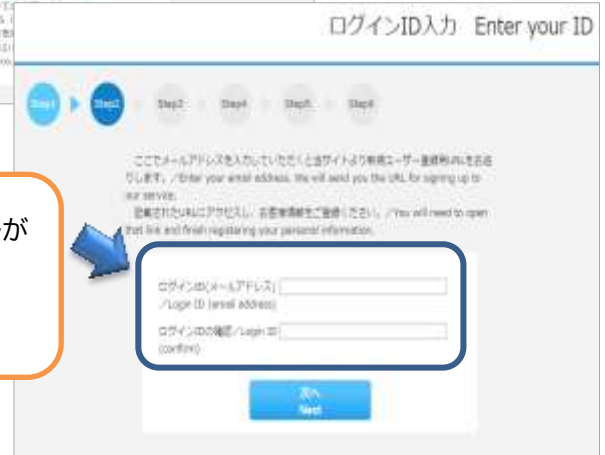 ログインID入力 Enter your ID
Step1 Step2 Step3 Step4 Step5 Step6
ここでメールアドレスを入力していただくと当サイトより新規ユーザー登録用URLをお送
りします。／Enter your email address. We will send you the URL for signing up to
our service.
記載されたURLにアクセスし、お客様情報をご登録ください。／You will need to open
that link and finish registering your personal information.
が
ログインID(メールアドレス)
／Login ID (email address)
ログインIDの確認／Login ID
(confirm)
次へ
Next